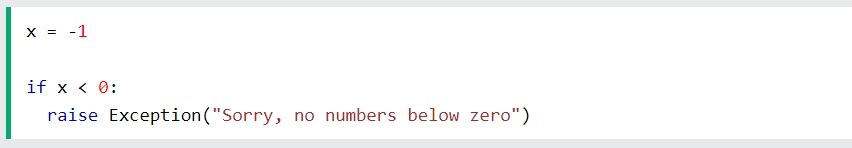 x = -1
if x < 0:
  raise Exception("Sorry, no numbers below zero")